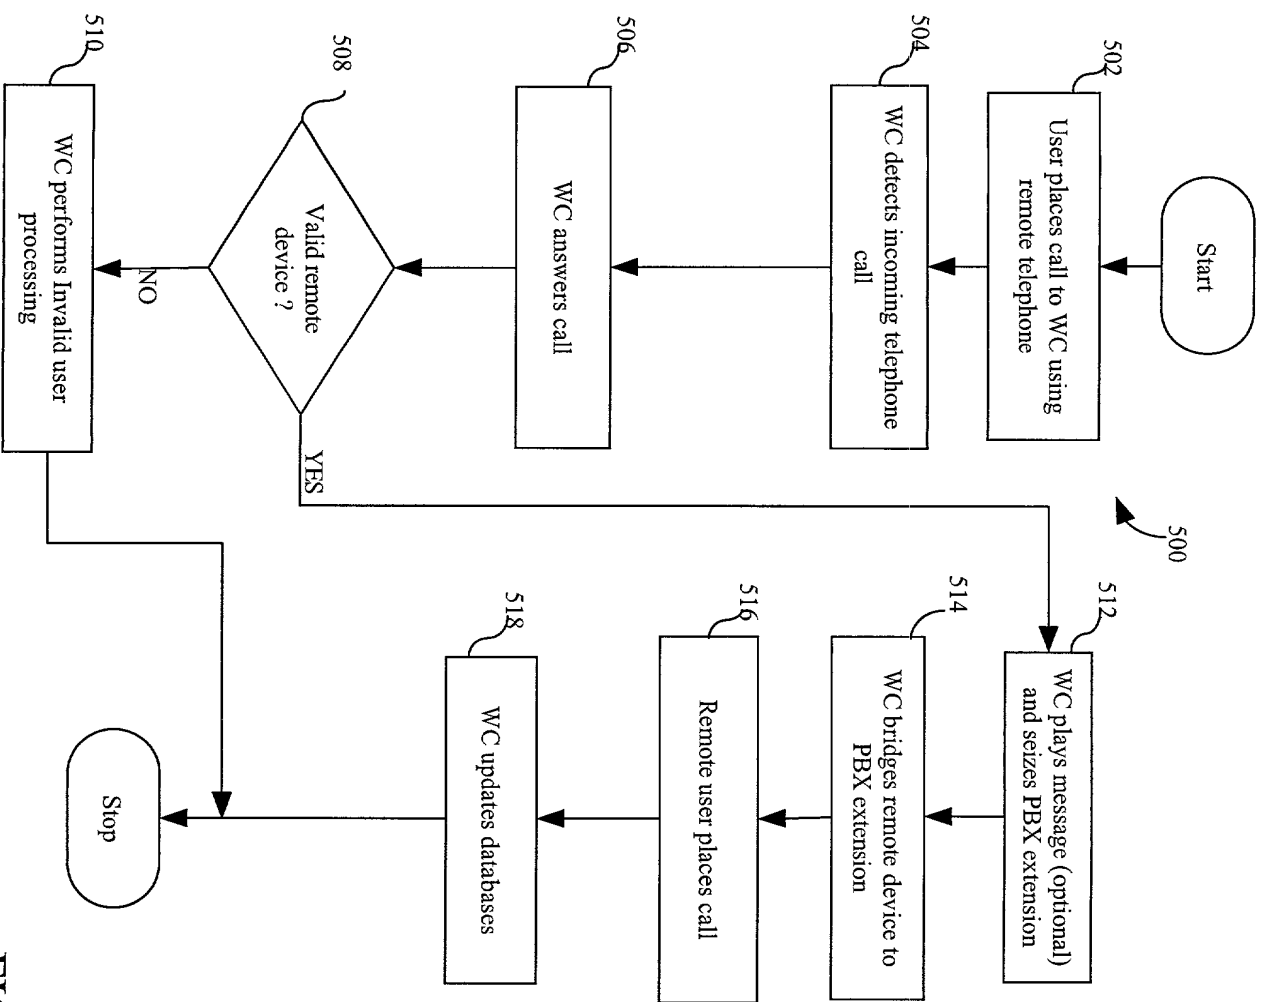 500
Start
502
User places call to WC using
remote telephone
504
WC detects incoming telephone
call
506
WC answers call
508
Valid remote
device ?
NO
YES
510
WC performs Invalid user
processing
512
WC plays message (optional)
and seizes PBX extension
514
WC bridges remote device to
PBX extension
516
Remote user places call
518
WC updates databases
Stop